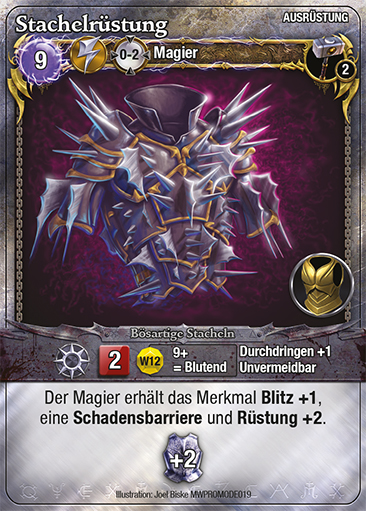 Stachelrüstung
AUSRÜSTUNG
9
0-2
Magier
2
Bösartige Stacheln
2
W12
9+
= Blutend
Durchdringen +1
Unvermeidbar
Der Magier erhält das Merkmal Blitz +1,
eine Schadensbarriere und Rüstung +2.
+2
Illustration: Joel Biske MWPROMODE019